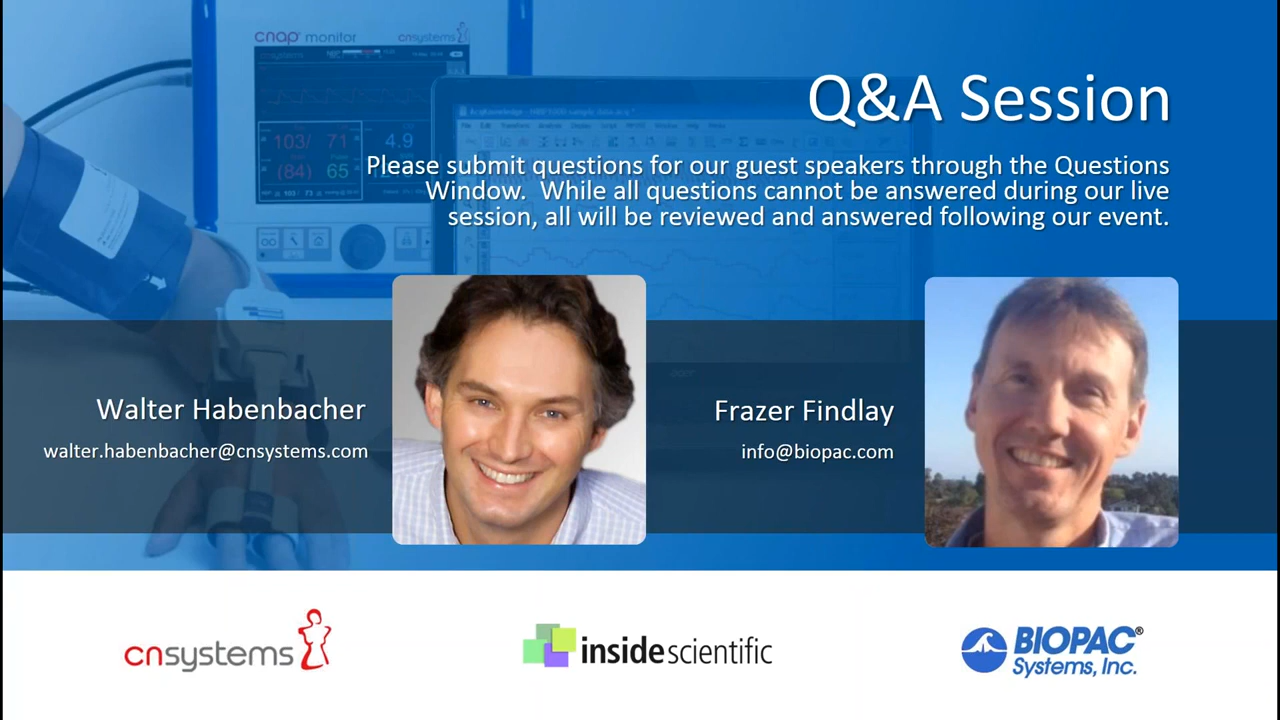 cnap® monitor
cnsystems
cnsystems
103/ 71
4.9
(84) 65
Q&A Session
Please submit questions for our guest speakers through the Questions
Window. While all questions cannot be answered during our live
session, all will be reviewed and answered following our event.
Walter Habenbacher
walter.habenbacher@cnsystems.com
Frazer Findlay
info@biopac.com
cnsystems
insidescientific
BIOPAC®
Systems, Inc.